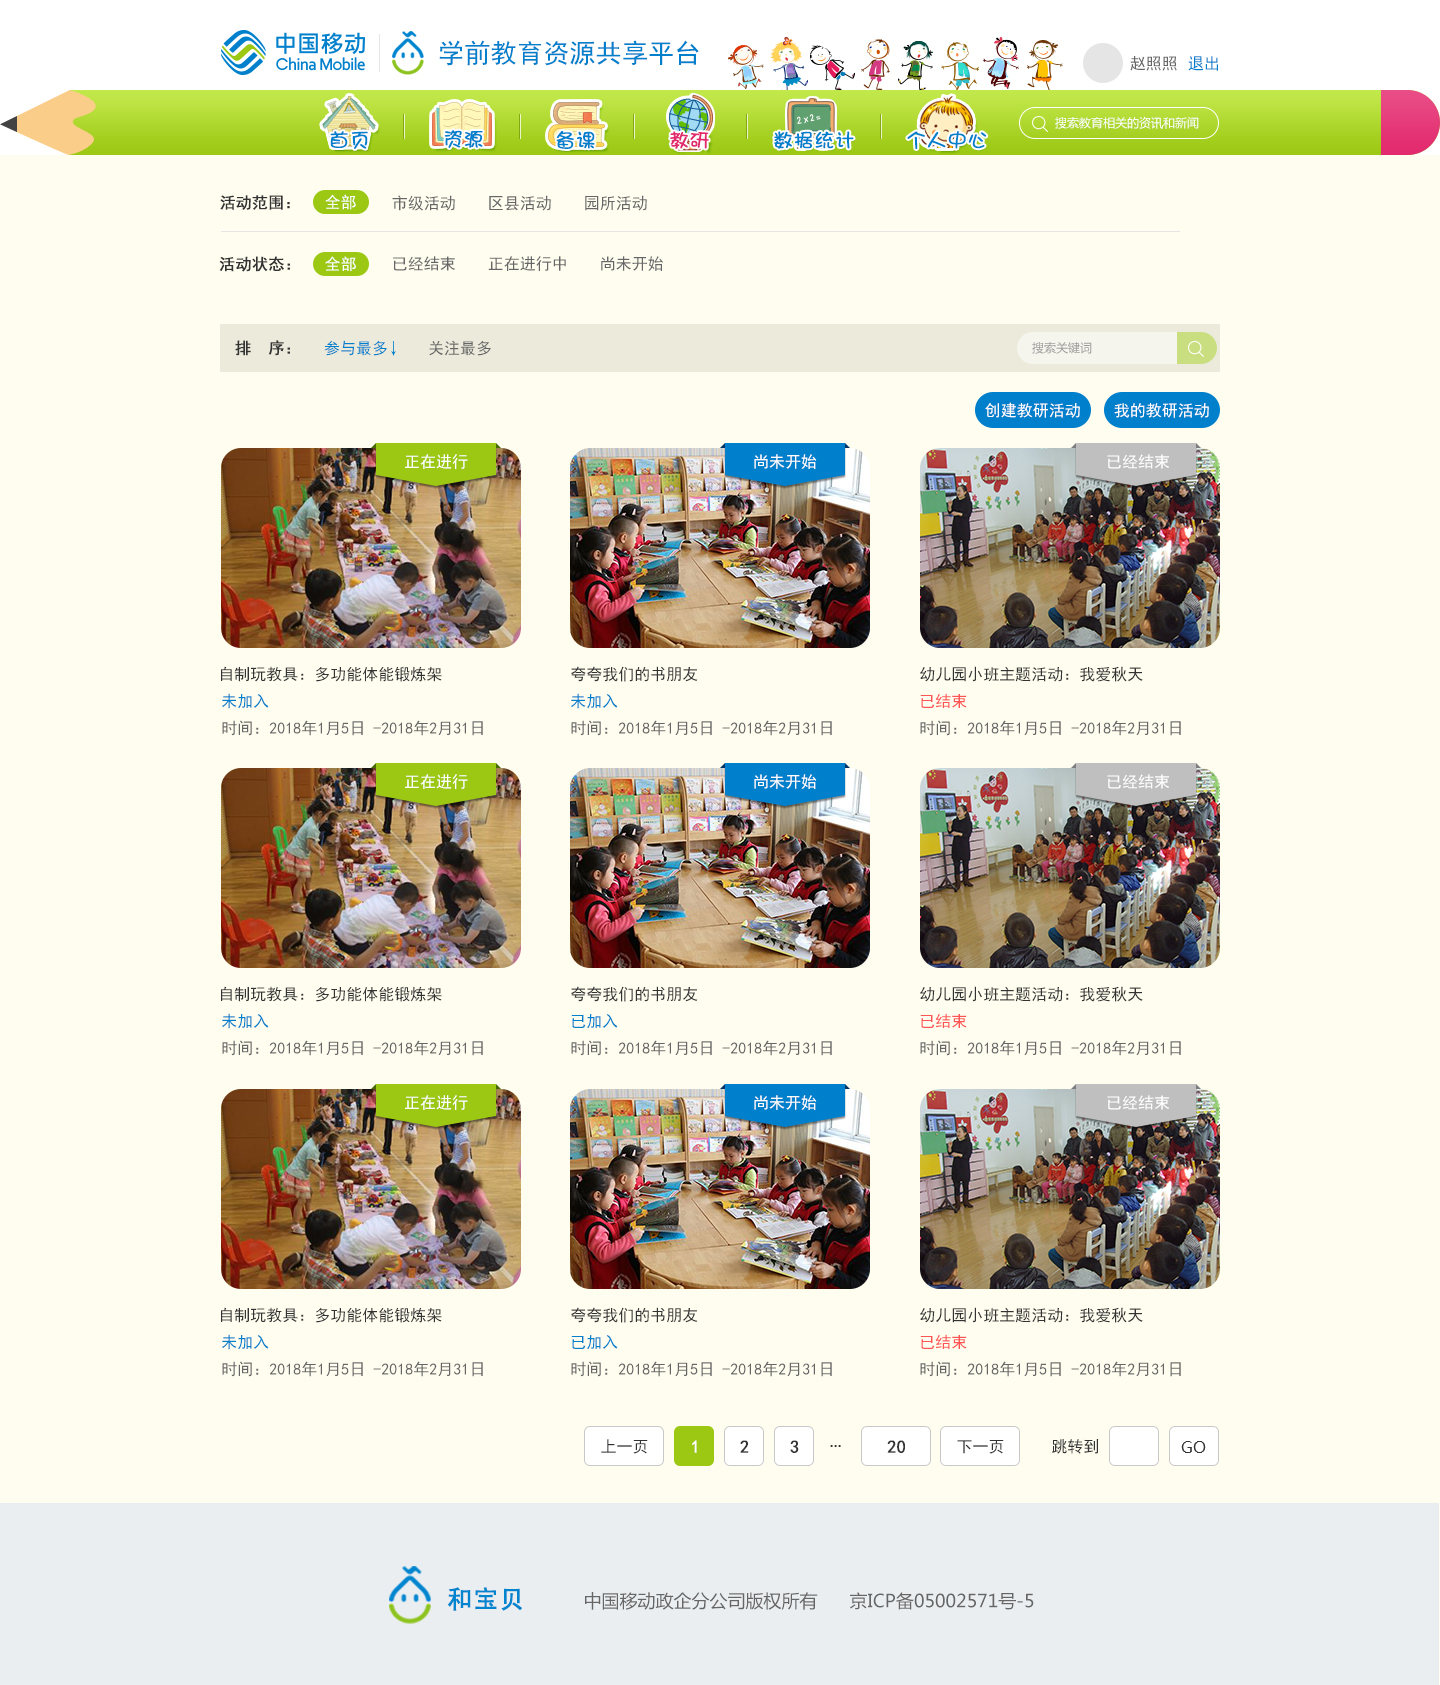 中国移动
China Mobile
学前教育资源共享平台
赵照照 退出
首页 资源 备课 教研 数据统计 个人中心 搜索教育相关的资讯和新闻
2x2=
活动范围： 全部 市级活动 区县活动 园所活动
活动状态： 全部 已经结束 正在进行中 尚未开始
排 序： 参与最多↓ 关注最多 搜索关键词
创建教研活动 我的教研活动
正在进行 尚未开始 已经结束
自制玩教具：多功能体能锻炼架 夸夸我们的书朋友 幼儿园小班主题活动：我爱秋天
未加入 未加入 已结束
时间：2018年1月5日 -2018年2月31日 时间：2018年1月5日 -2018年2月31日 时间：2018年1月5日 -2018年2月31日
正在进行 尚未开始 已经结束
自制玩教具：多功能体能锻炼架 夸夸我们的书朋友 幼儿园小班主题活动：我爱秋天
未加入 已加入 已结束
时间：2018年1月5日 -2018年2月31日 时间：2018年1月5日 -2018年2月31日 时间：2018年1月5日 -2018年2月31日
正在进行 尚未开始 已经结束
自制玩教具：多功能体能锻炼架 夸夸我们的书朋友 幼儿园小班主题活动：我爱秋天
未加入 已加入 已结束
时间：2018年1月5日 -2018年2月31日 时间：2018年1月5日 -2018年2月31日 时间：2018年1月5日 -2018年2月31日
上一页 1 2 3 ··· 20 下一页 跳转到 GO
和宝贝 中国移动政企分公司版权所有 京ICP备05002571号-5